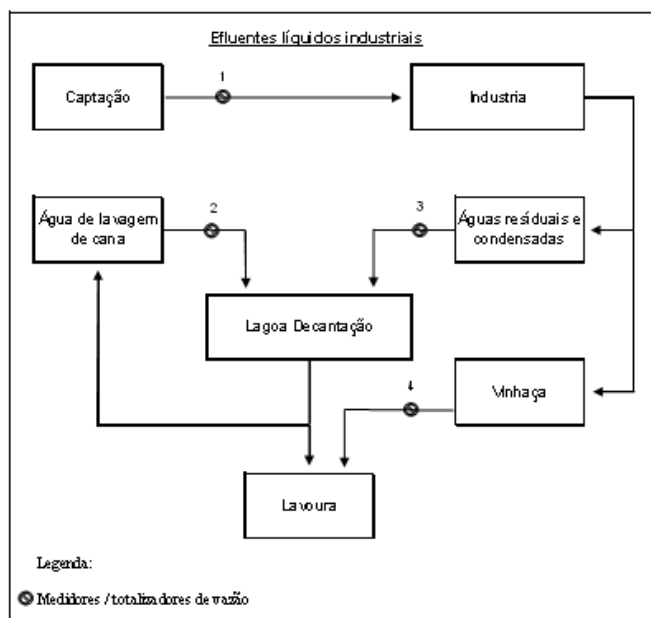 Efluentes líquidos industriais
1
Captação
Industria
2
3
Água de lavagem
de cana
Águas resíduais e
condensadas
Lagoa Decantação
4
Vinhaça
Lavoura
Legenda:
Medidores / totalizadores de vazão